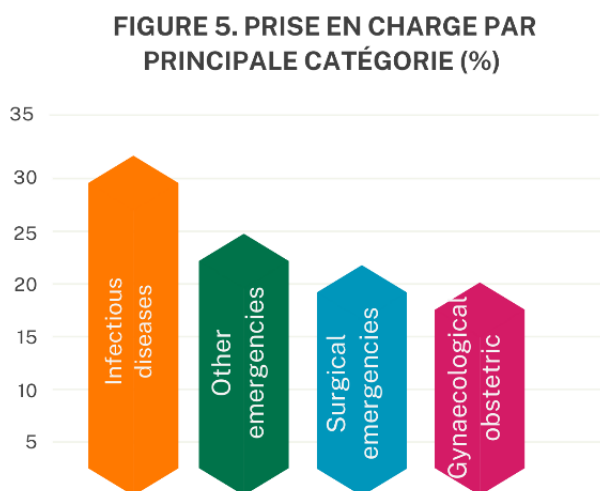 FIGURE 5. PRISE EN CHARGE PAR
PRINCIPALE CATÉGORIE (%)
35
30
25
20
15
10
5
Infectious
diseases
Other
emergencies
Surgical
emergencies
Gynaecological
obstetric